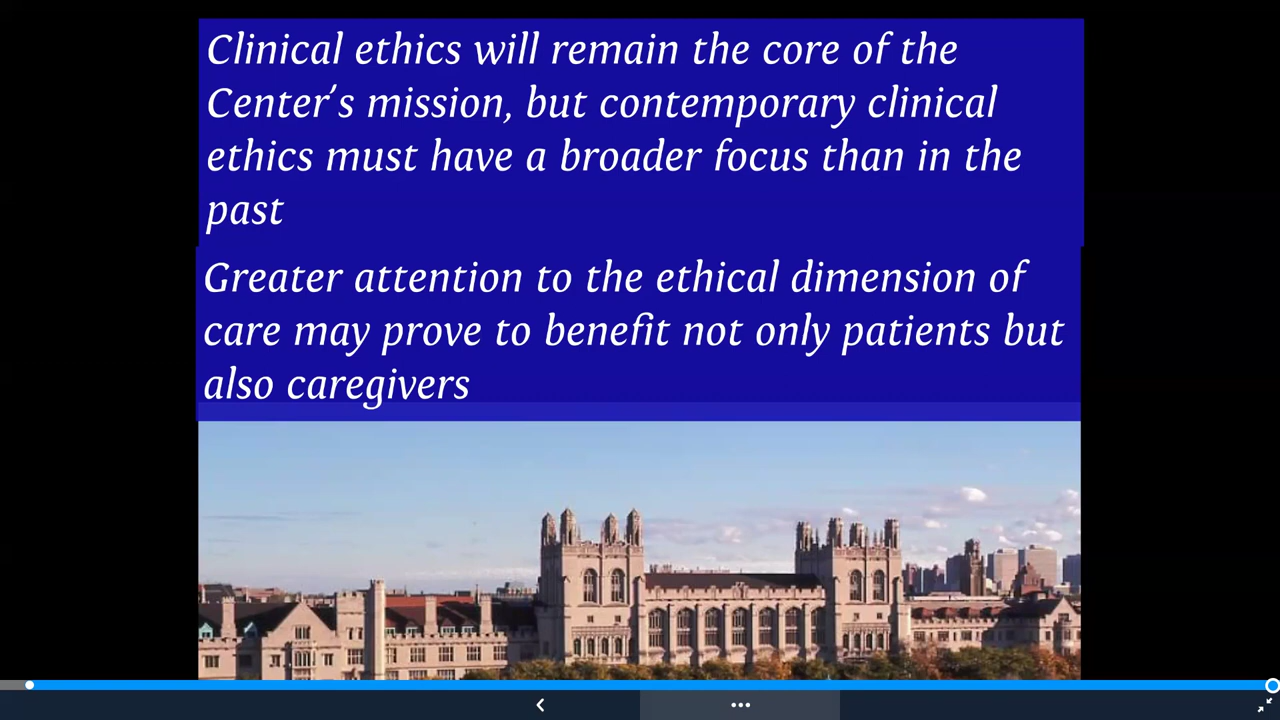 Clinical ethics will remain the core of the
Center's mission, but contemporary clinical
ethics must have a broader focus than in the
past
Greater attention to the ethical dimension of
care may prove to benefit not only patients but
also caregivers